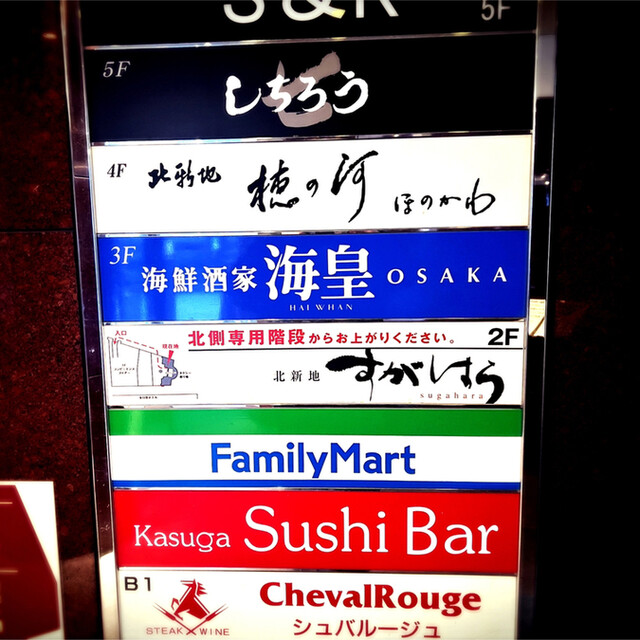 S&R
5F
5F
しちろう
4F 北新地 穂の河 ほのかわ
3F
海鮮酒家 海皇 OSAKA
HAI WHAN
入口
現在地
北側専用階段からお上がりください。 2F
北新地 すがはら
sugahara
FamilyMart
Kasuga Sushi Bar
B1
STEAK WINE
ChevalRouge
シュバルージュ